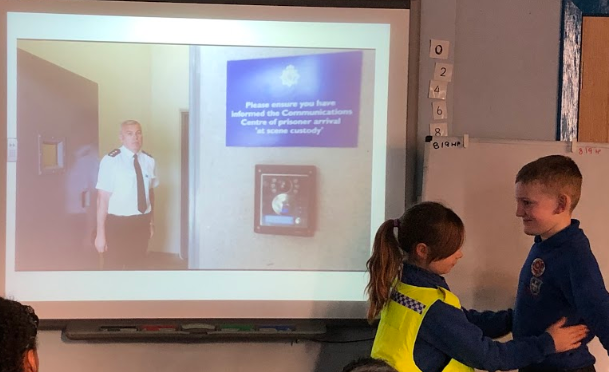 Please ensure you have
informed the Communications
Centre of prisoner arrival
'at scene custody'
0
2
4
6
8